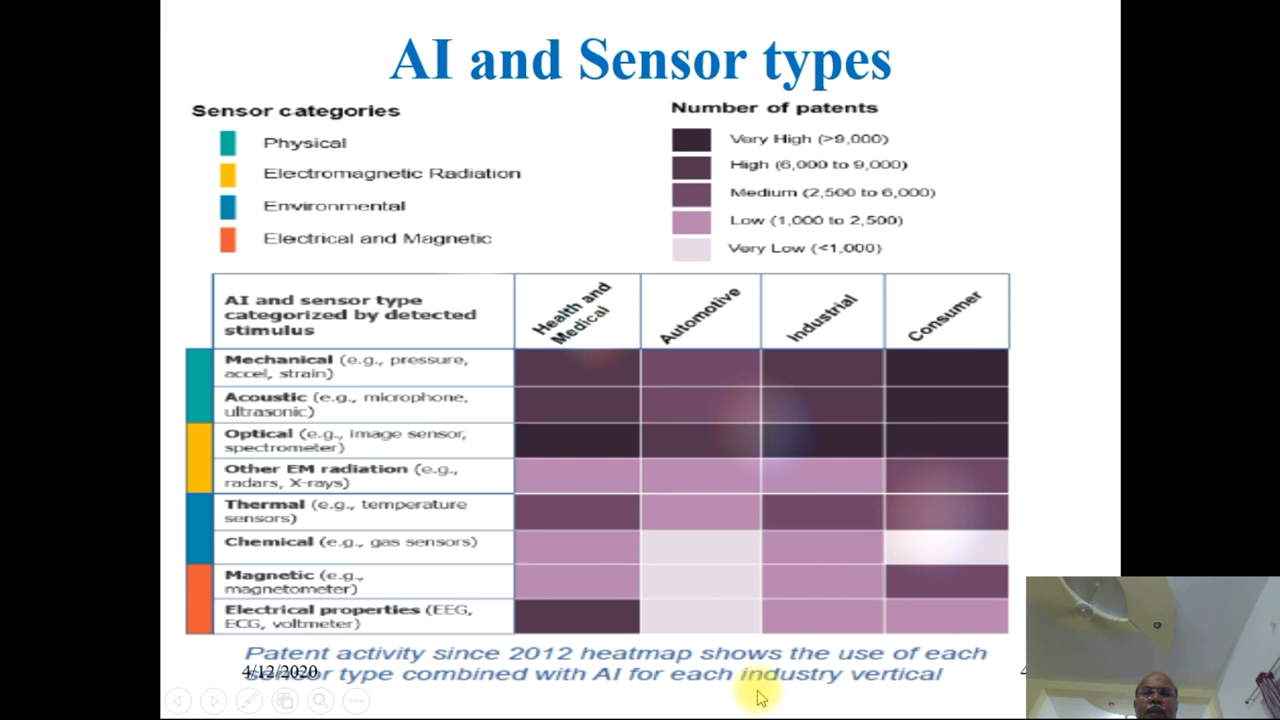 AI and Sensor types
Sensor categories
Physical
Electromagnetic Radiation
Environmental
Electrical and Magnetic
Number of patents
Very High (>9,000)
High (6,000 to 9,000)
Medium (2,500 to 6,000)
Low (1,000 to 2,500)
Very Low (<1,000)
AI and sensor type
categorized by detected
stimulus
Health and
Medical
Automotive
Industrial
Consumer
Mechanical (e.g., pressure,
accel, strain)
Acoustic (e.g., microphone,
ultrasonic)
Optical (e.g., image sensor,
spectrometer)
Other EM radiation (e.g.,
radars, X-rays)
Thermal (e.g., temperature
sensors)
Chemical (e.g., gas sensors)
Magnetic (e.g.,
magnetometer)
Electrical properties (EEG,
ECG, voltmeter)
Patent activity since 2012 heatmap shows the use of each
sensor type combined with AI for each industry vertical
4/12/2020
4